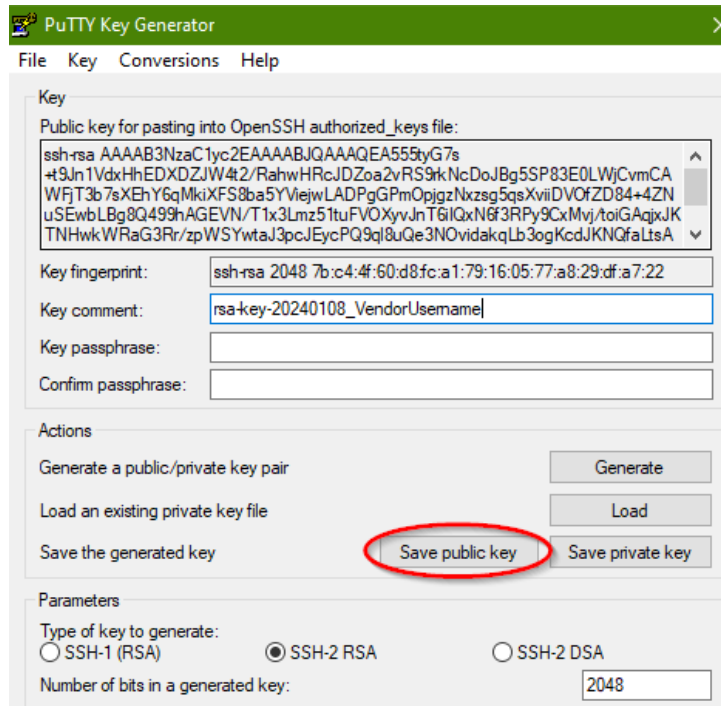 PuTTY Key Generator
File Key Conversions Help
Key
Public key for pasting into OpenSSH authorized_keys file:
ssh-rsa AAAAB3NzaC1yc2EAAAABJQAAAQEA555tyG7s
+t9Jn1VdxHhEDXDZJW4t2/RahwHRcJDZoa2vRS9rkNcDoJBg5SP83E0LWjCvmCA
WFjT3b7sXEhY6qMkiXFS8ba5YViejwLADPgGPmOpjgzNxzsg5qsXviiDVOfZD84+4ZN
uSEwbLBg8Q499hAGEVN/T1x3Lmz51tuFVOXyvJnT6iIQxN6f3RPy9CxMvj/toiGAqjxJK
TNHwkWRaG3Rr/zpWSYwtaJ3pcJEycPQ9ql8uQe3NOvidakqLb3ogKcdJKNQfaLtsA
Key fingerprint: ssh-rsa 2048 7b:c4:4f:60:d8:fc:a1:79:16:05:77:a8:29:df:a7:22
Key comment: rsa-key-20240108_VendorUsername
Key passphrase:
Confirm passphrase:
Actions
Generate a public/private key pair Generate
Load an existing private key file Load
Save the generated key Save public key Save private key
Parameters
Type of key to generate:
SSH-1 (RSA) SSH-2 RSA SSH-2 DSA
Number of bits in a generated key: 2048